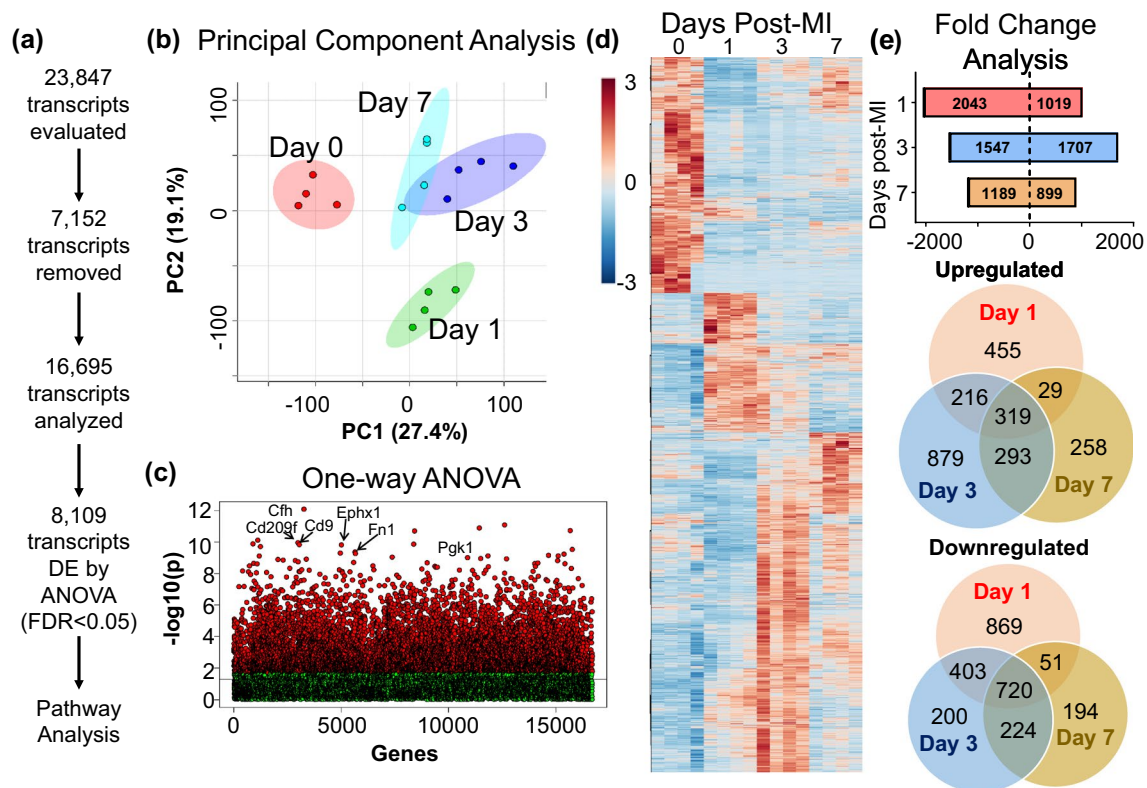 (a)
23,847
transcripts
evaluated
7,152
transcripts
removed
16,695
transcripts
analyzed
8,109
transcripts
DE by
ANOVA
(FDR<0.05)
Pathway
Analysis
(b) Principal Component Analysis
Day 7
Day 0
Day 3
Day 1
PC2 (19.1%)
100
0
-100
-100 0 100
PC1 (27.4%)
3
0
-3
(c) One-way ANOVA
Cfh
Cd209f
Cd9
Ephx1
Fn1
Pgk1
-log10(p)
12
10
8
6
4
2
0
0 5000 10000 15000
Genes
(d) Days Post-MI
0 1 3 7
(e) Fold Change
Analysis
Days post-MI
1 2043 1019
3 1547 1707
7 1189 899
-2000 0 2000
Upregulated
Day 1
455
216 29
319
879 293 258
Day 3 Day 7
Downregulated
Day 1
869
403 51
720
200 224 194
Day 3 Day 7